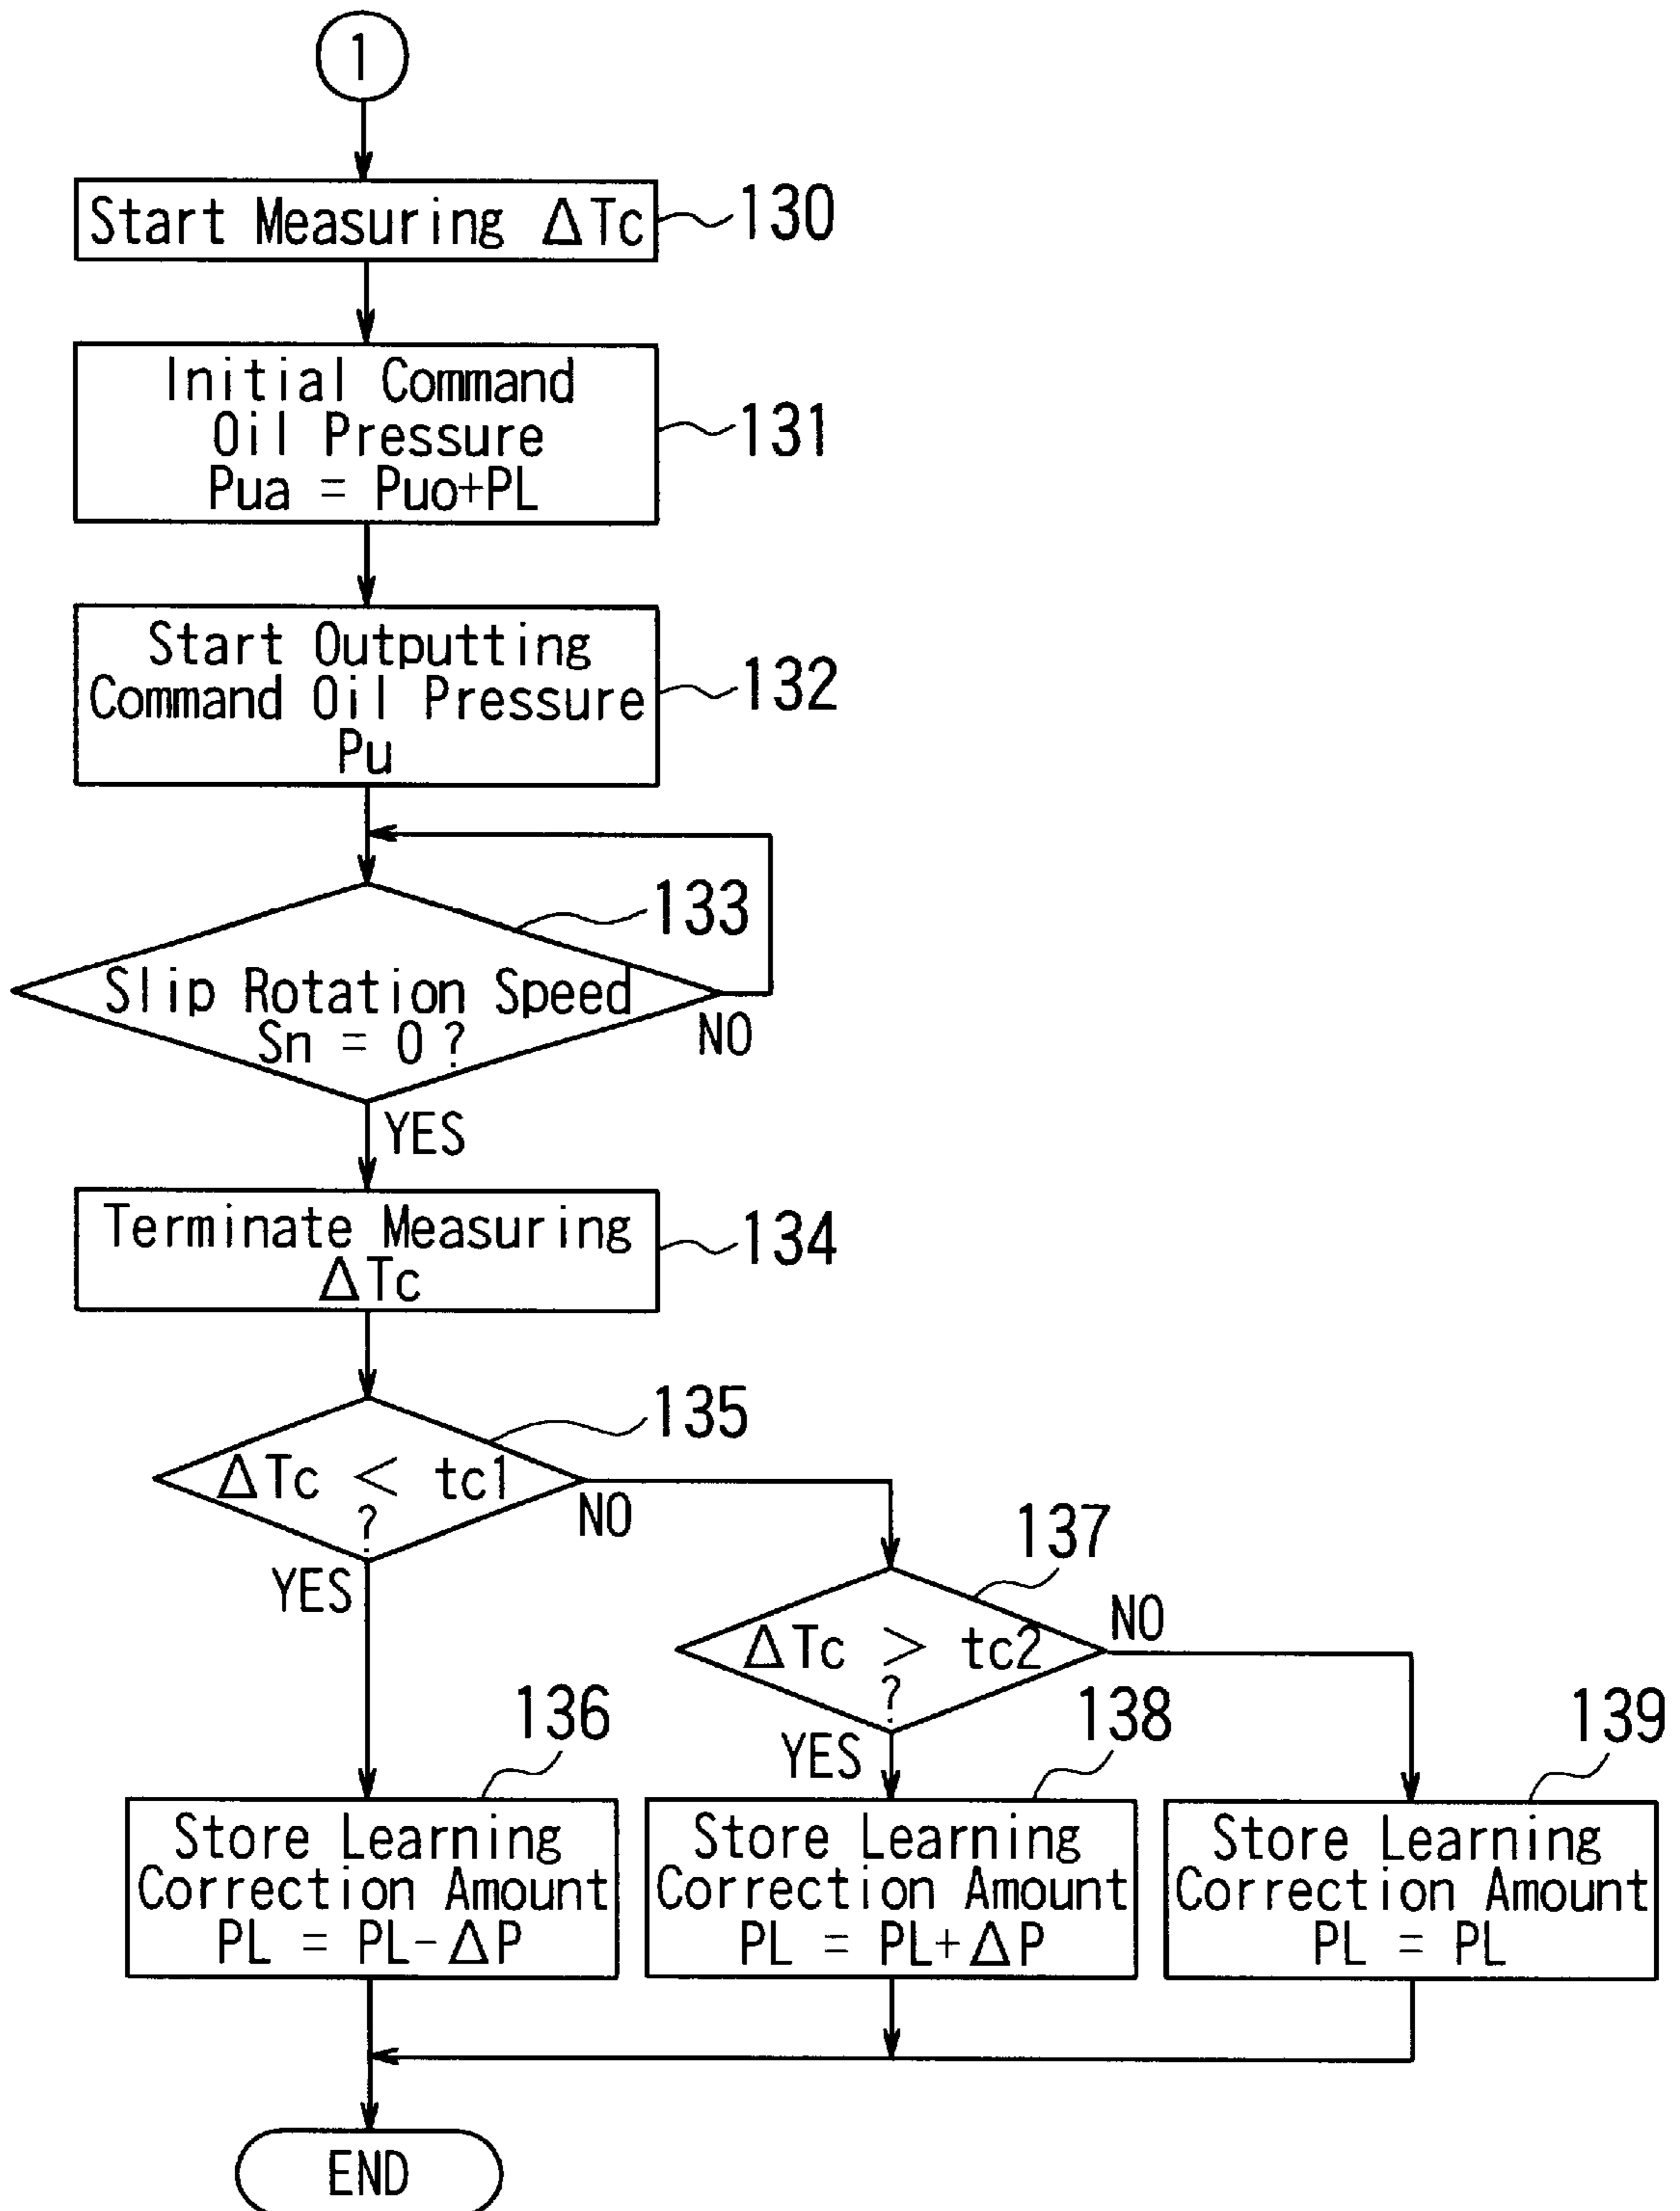 1
Start Measuring ΔTc
130
Initial Command
Oil Pressure
Pua = Puo+PL
131
Start Outputting
Command Oil Pressure
Pu
132
133
Slip Rotation Speed
Sn = 0 ?
NO
YES
Terminate Measuring
ΔTc
134
135
ΔTc < tc1
?
NO
YES
137
ΔTc > tc2
?
NO
YES
136
Store Learning
Correction Amount
PL = PL-ΔP
138
Store Learning
Correction Amount
PL = PL+ΔP
139
Store Learning
Correction Amount
PL = PL
END